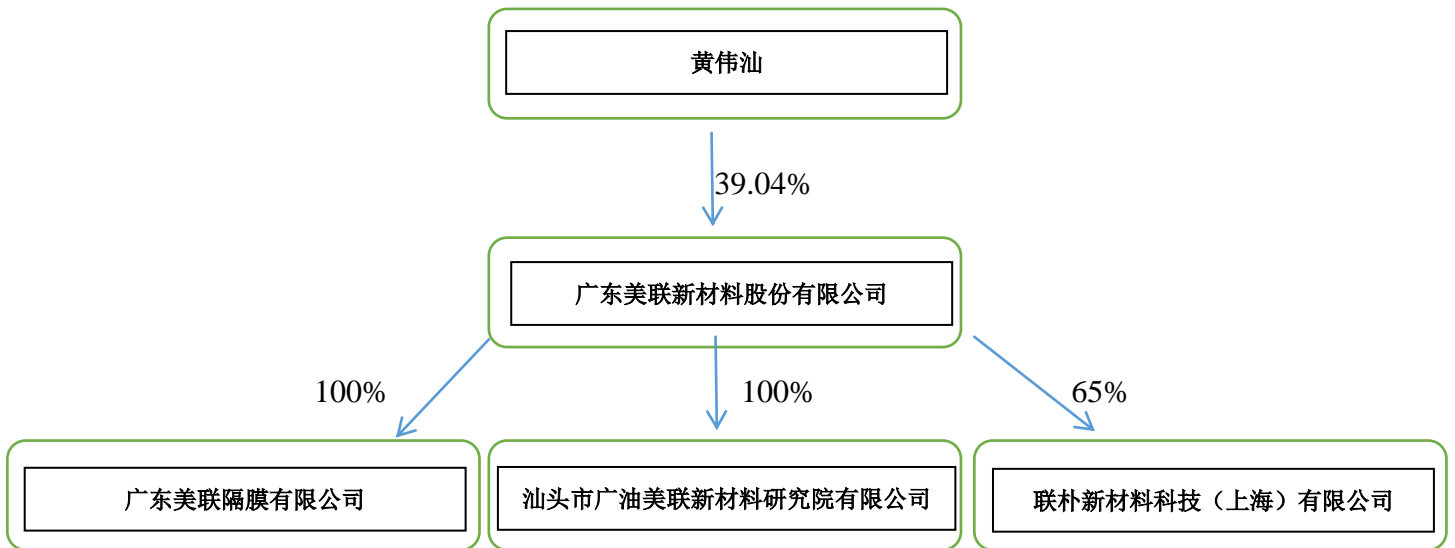 黄伟汕
39.04%
广东美联新材料股份有限公司
100%
100%
65%
广东美联隔膜有限公司
汕头市广油美联新材料研究院有限公司
联朴新材料科技（上海）有限公司